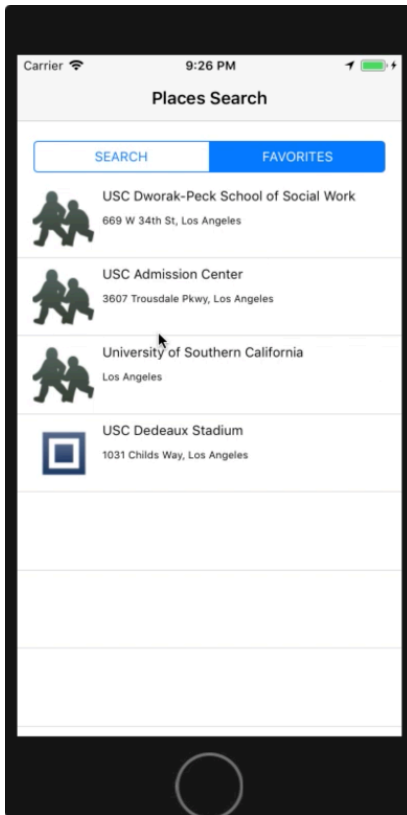 Carrier 9:26 PM
Places Search
SEARCH FAVORITES
USC Dworak-Peck School of Social Work
669 W 34th St, Los Angeles
USC Admission Center
3607 Trousdale Pkwy, Los Angeles
University of Southern California
Los Angeles
USC Dedeaux Stadium
1031 Childs Way, Los Angeles